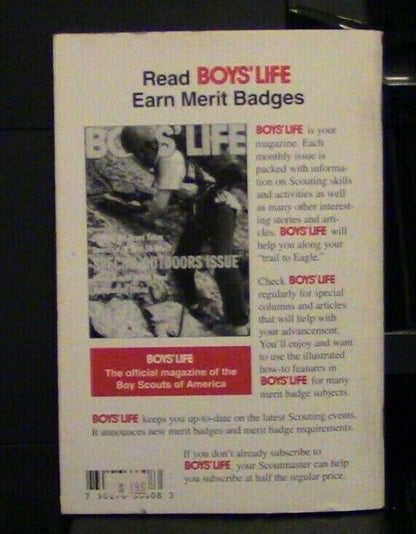 Read BOYS' LIFE
Earn Merit Badges
BOYS' LIFE
OUTDOORS ISSUE
BOYS' LIFE is your
magazine. Each
monthly issue is
packed with informa-
tion on Scouting skills
and activities as well
as many other interest-
ing stories and arti-
cles. BOYS' LIFE will
help you along your
"trail to Eagle."
Check BOYS' LIFE
regularly for special
columns and articles
that will help with
your advancement.
You'll enjoy and want
to use the illustrated
how-to features in
BOYS' LIFE for many
merit badge subjects.
BOYS' LIFE
The official magazine of the
Boy Scouts of America
BOYS' LIFE keeps you up-to-date on the latest Scouting events.
It announces new merit badges and merit badge requirements.
If you don't already subscribe to
BOYS' LIFE, your Scoutmaster can help
you subscribe at half the regular price.